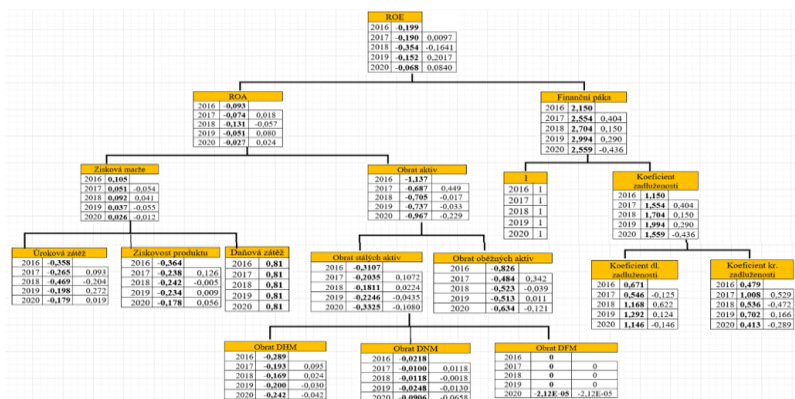 ROE
2016 -0,199
2017 -0,190 0,0097
2018 -0,354 -0,1641
2019 -0,152 0,2017
2020 -0,068 0,0840
ROA
2016 -0,093
2017 -0,074 0,018
2018 -0,131 -0,057
2019 -0,051 0,080
2020 -0,027 0,024
Finanční páka
2016 2,150
2017 2,554 0,404
2018 2,704 0,150
2019 2,994 0,290
2020 2,559 -0,436
Zisková marže
2016 0,105
2017 0,051 -0,054
2018 0,092 0,041
2019 0,037 -0,055
2020 0,026 -0,012
Obrat aktiv
2016 -1,137
2017 -0,687 0,449
2018 -0,705 -0,017
2019 -0,737 -0,033
2020 -0,967 -0,229
1
2016 1
2017 1
2018 1
2019 1
2020 1
Koeficient
zadluženosti
2016 1,150
2017 1,554 0,404
2018 1,704 0,150
2019 1,994 0,290
2020 1,559 -0,436
Úroková zátěž
2016 -0,358
2017 -0,265 0,093
2018 -0,469 -0,204
2019 -0,198 0,272
2020 -0,179 0,019
Ziskovost produktu
2016 -0,364
2017 -0,238 0,126
2018 -0,242 -0,005
2019 -0,234 0,009
2020 -0,178 0,056
Daňová zátěž
2016 0,81
2017 0,81
2018 0,81
2019 0,81
2020 0,81
Obrat stálých aktiv
2016 -0,3107
2017 -0,2035 0,1072
2018 -0,1811 0,0224
2019 -0,2246 -0,0435
2020 -0,3325 -0,1080
Obrat oběžných aktiv
2016 -0,826
2017 -0,484 0,342
2018 -0,523 -0,039
2019 -0,513 0,011
2020 -0,634 -0,121
Koeficient dl.
zadluženosti
2016 0,671
2017 0,546 -0,125
2018 1,168 0,622
2019 1,292 0,124
2020 1,146 -0,146
Koeficient kr.
zadluženosti
2016 0,479
2017 1,008 0,529
2018 0,536 -0,472
2019 0,702 0,166
2020 0,413 -0,289
Obrat DHM
2016 -0,289
2017 -0,193 0,095
2018 -0,169 0,024
2019 -0,200 -0,030
2020 -0,242 -0,042
Obrat DNM
2016 -0,0218
2017 -0,0100 0,0118
2018 -0,0118 -0,0018
2019 -0,0248 -0,0130
2020 -0,0906 -0,0658
Obrat DFM
2016 0
2017 0 0
2018 0 0
2019 0 0
2020 -2,12E-05 -2,12E-05